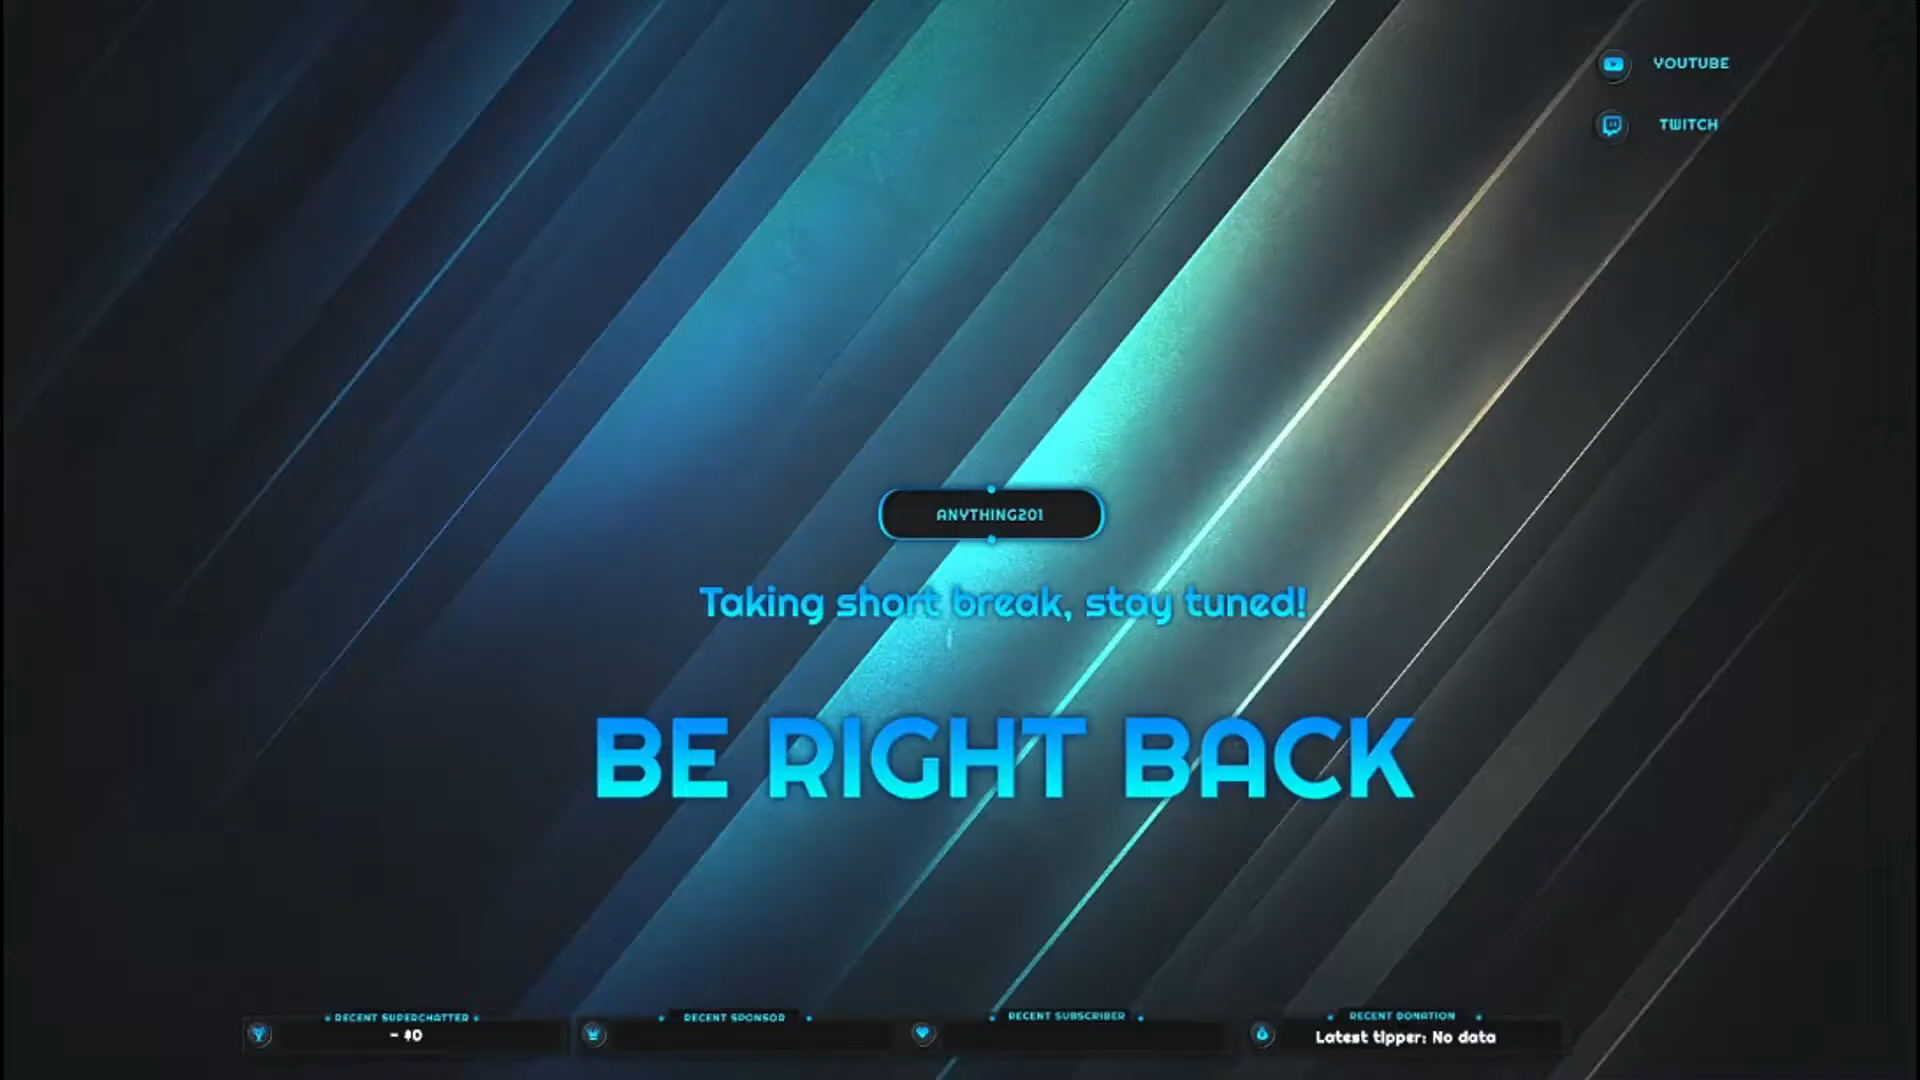 YOUTUBE
TWITCH
ANYTHING201
Taking short break, stay tuned!
BE RIGHT BACK
RECENT SUPERCHATTER
- $0
RECENT SPONSOR
RECENT SUBSCRIBER
RECENT DONATION
Latest tipper: No data